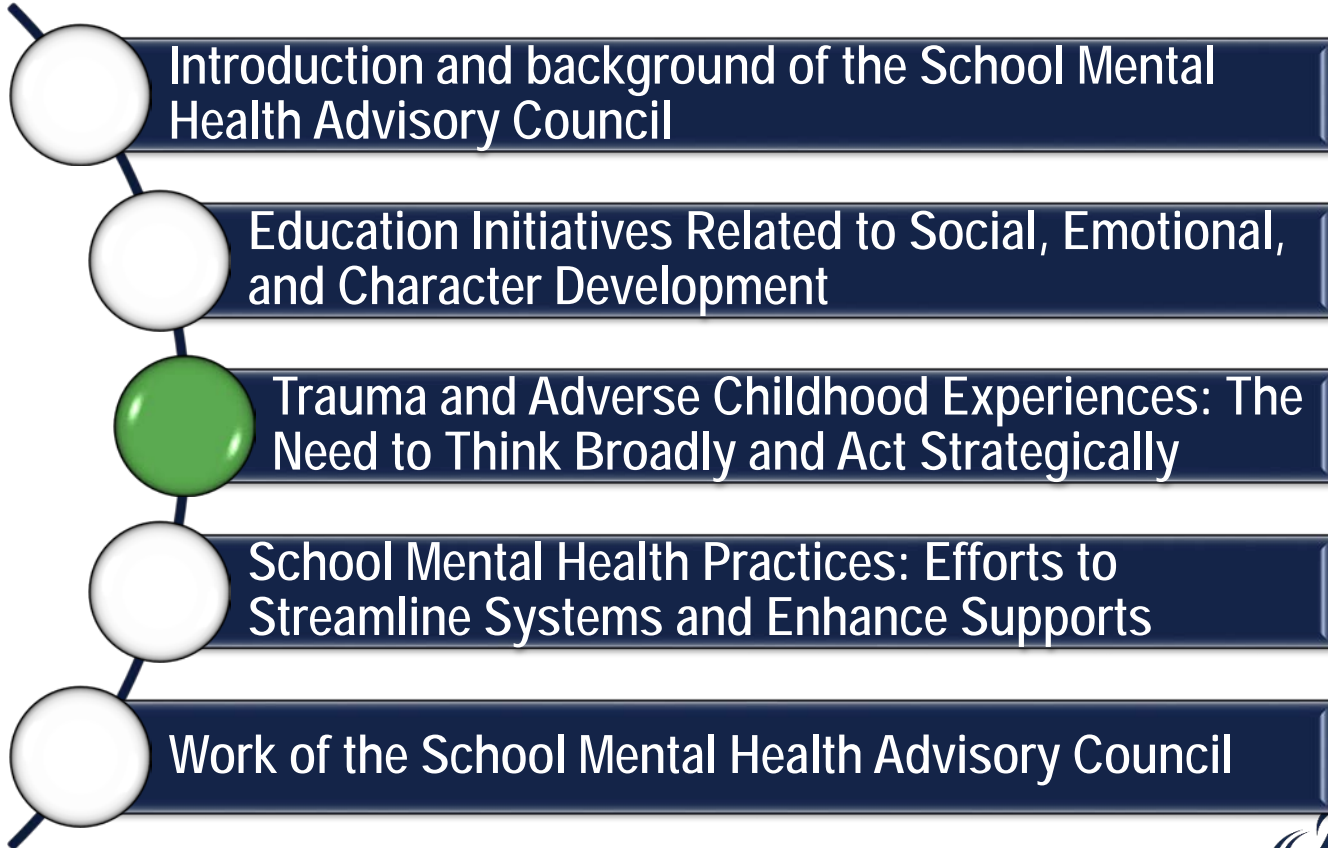 Introduction and background of the School Mental
Health Advisory Council
Education Initiatives Related to Social, Emotional,
and Character Development
Trauma and Adverse Childhood Experiences: The
Need to Think Broadly and Act Strategically
School Mental Health Practices: Efforts to
Streamline Systems and Enhance Supports
Work of the School Mental Health Advisory Council